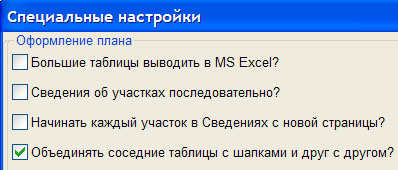 Специальные настройки
Оформление плана
Большие таблицы выводить в MS Excel?
Сведения об участках последовательно?
Начинать каждый участок в Сведениях с новой страницы?
Объединять соседние таблицы с шапками и друг с другом?